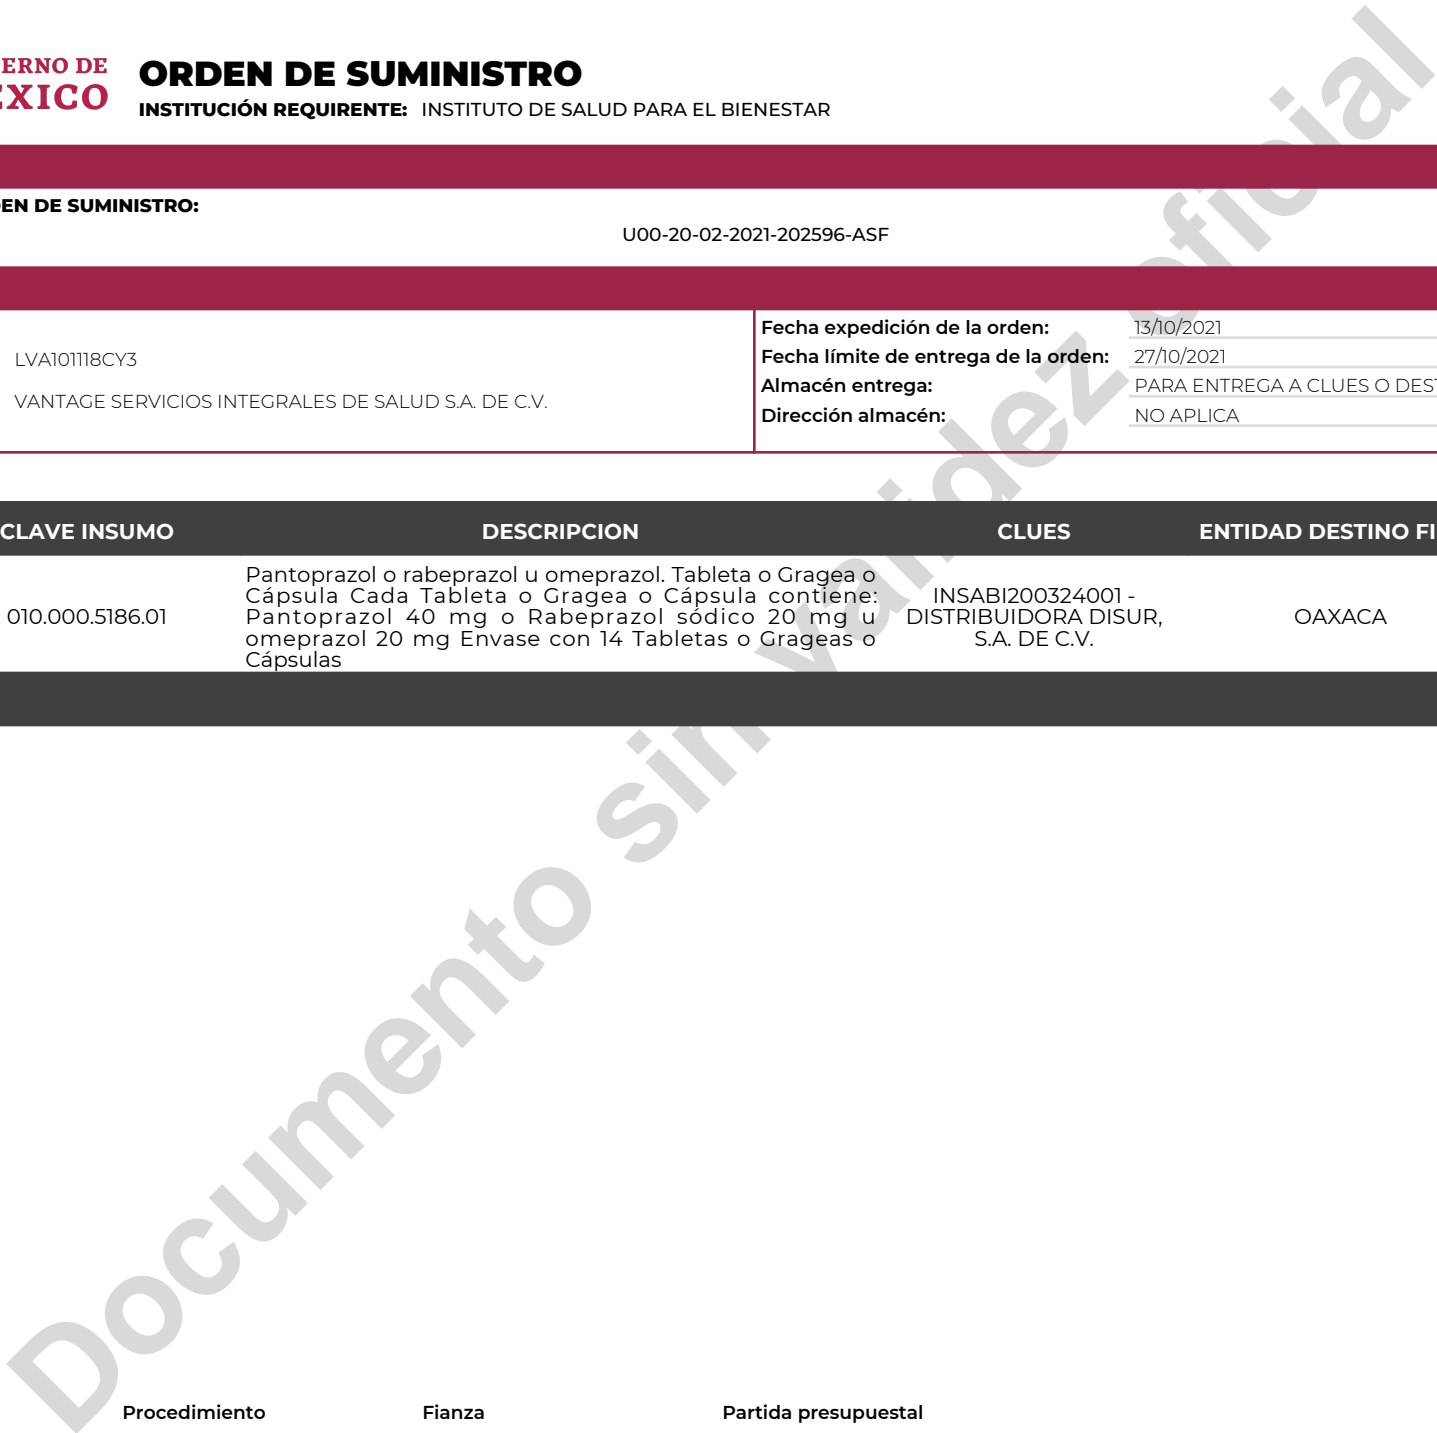 ERNO DE
ÉXICO
ORDEN DE SUMINISTRO
INSTITUCIÓN REQUIRENTE: INSTITUTO DE SALUD PARA EL BIENESTAR
EN DE SUMINISTRO:
U00-20-02-2021-202596-ASF
LVA101118CY3
VANTAGE SERVICIOS INTEGRALES DE SALUD S.A. DE C.V.
Fecha expedición de la orden: 13/10/2021
Fecha límite de entrega de la orden: 27/10/2021
Almacén entrega: PARA ENTREGA A CLUES O DEST
Dirección almacén: NO APLICA
CLAVE INSUMO DESCRIPCION CLUES ENTIDAD DESTINO FI
010.000.5186.01
Pantoprazol o rabeprazol u omeprazol. Tableta o Gragea o
Cápsula Cada Tableta o Gragea o Cápsula contiene:
Pantoprazol 40 mg o Rabeprazol sódico 20 mg u
omeprazol 20 mg Envase con 14 Tabletas o Grageas o
Cápsulas
INSABI200324001 -
DISTRIBUIDORA DISUR,
S.A. DE C.V.
OAXACA
Documento sin validez oficial
Procedimiento Fianza Partida presupuestal